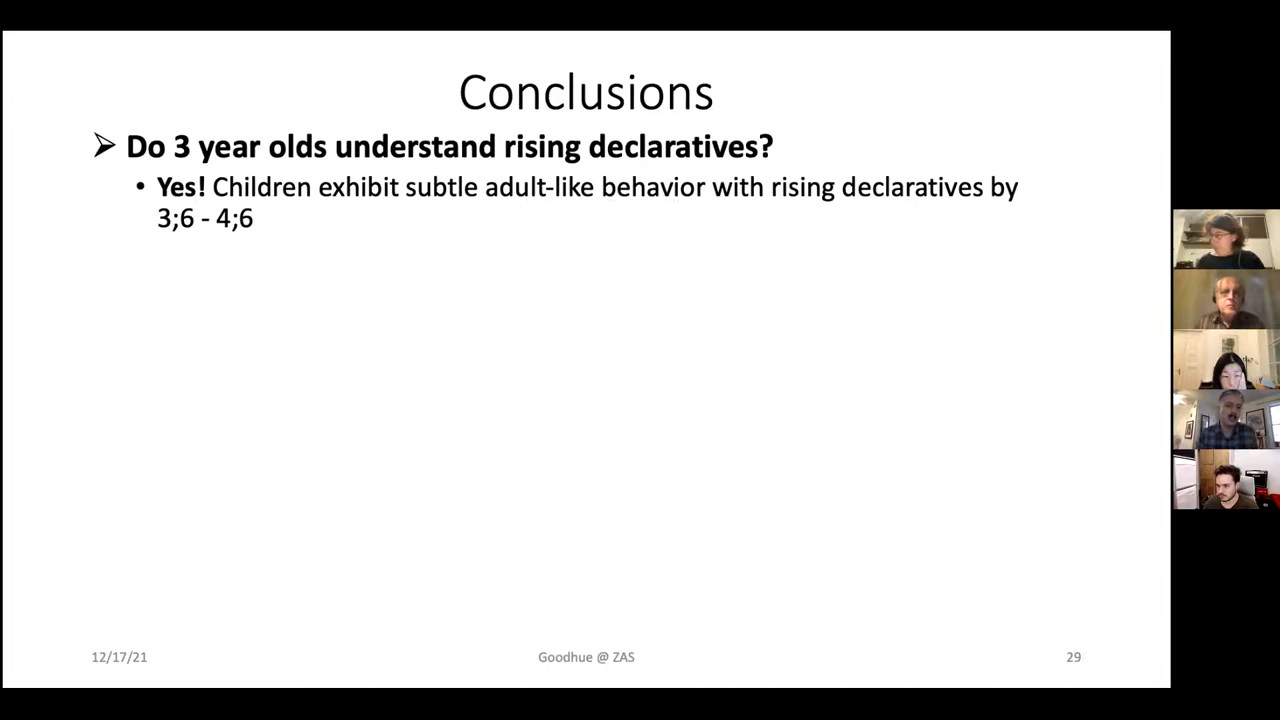 Conclusions
➢ Do 3 year olds understand rising declaratives?
• Yes! Children exhibit subtle adult-like behavior with rising declaratives by
3;6 - 4;6
12/17/21
Goodhue @ ZAS
29